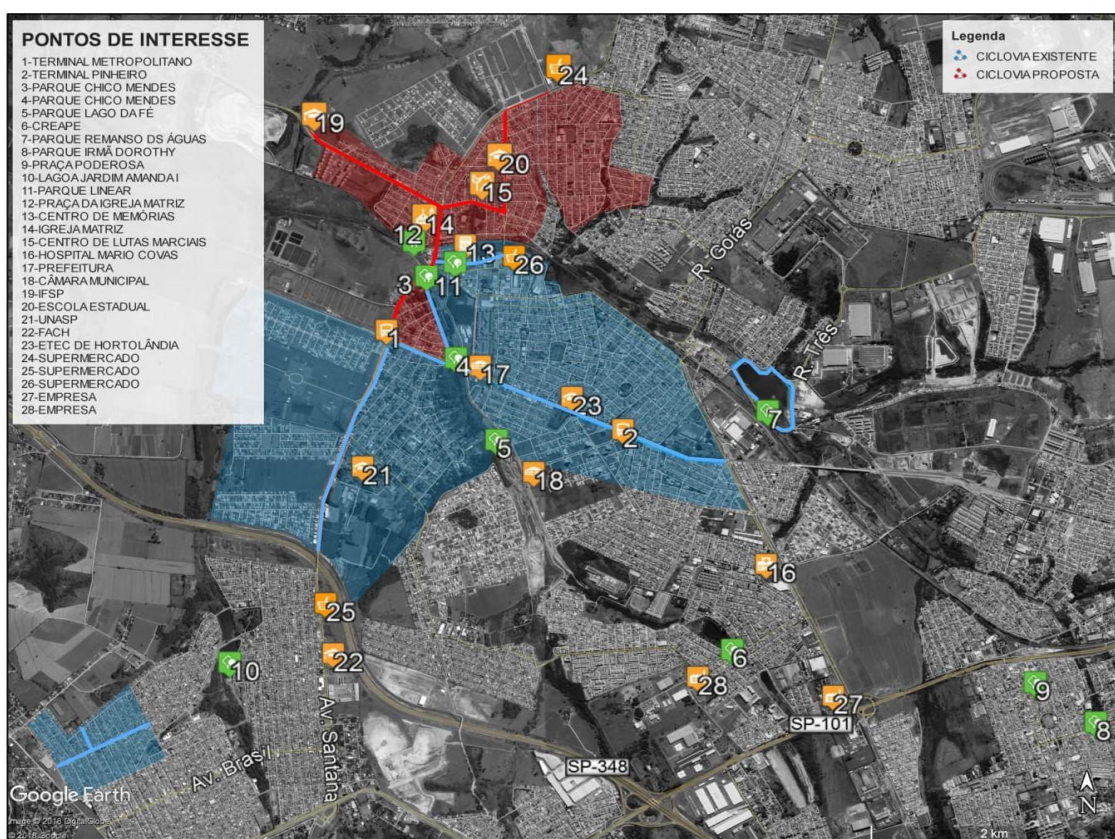 PONTOS DE INTERESSE
1-TERMINAL METROPOLITANO
2-TERMINAL PINHEIRO
3-PARQUE CHICO MENDES
4-PARQUE CHICO MENDES
5-PARQUE LAGO DA FÉ
6-CREAPE
7-PARQUE REMANSO DS ÁGUAS
8-PARQUE IRMÃ DOROTHY
9-PRAÇA PODEROSA
10-LAGOA JARDIM AMANDA I
11-PARQUE LINEAR
12-PRAÇA DA IGREJA MATRIZ
13-CENTRO DE MEMÓRIAS
14-IGREJA MATRIZ
15-CENTRO DE LUTAS MARCIAIS
16-HOSPITAL MARIO COVAS
17-PREFEITURA
18-CÂMARA MUNICIPAL
19-IFSP
20-ESCOLA ESTADUAL
21-UNASP
22-FACH
23-ETEC DE HORTOLÂNDIA
24-SUPERMERCADO
25-SUPERMERCADO
26-SUPERMERCADO
27-EMPRESA
28-EMPRESA
Legenda
CICLOVIA EXISTENTE
CICLOVIA PROPOSTA
24
19
20
15
14
12
13
26
R. Goias
3
11
1
4
17
R. Três
23
7
2
5
21
18
16
25
22
10
6
28
9
27
8
SP-101
Av. Santana
Av. Brasil
SP-348
Google Earth
N
Image © 2018 DigitalGlobe
© 2018 Google
2 km